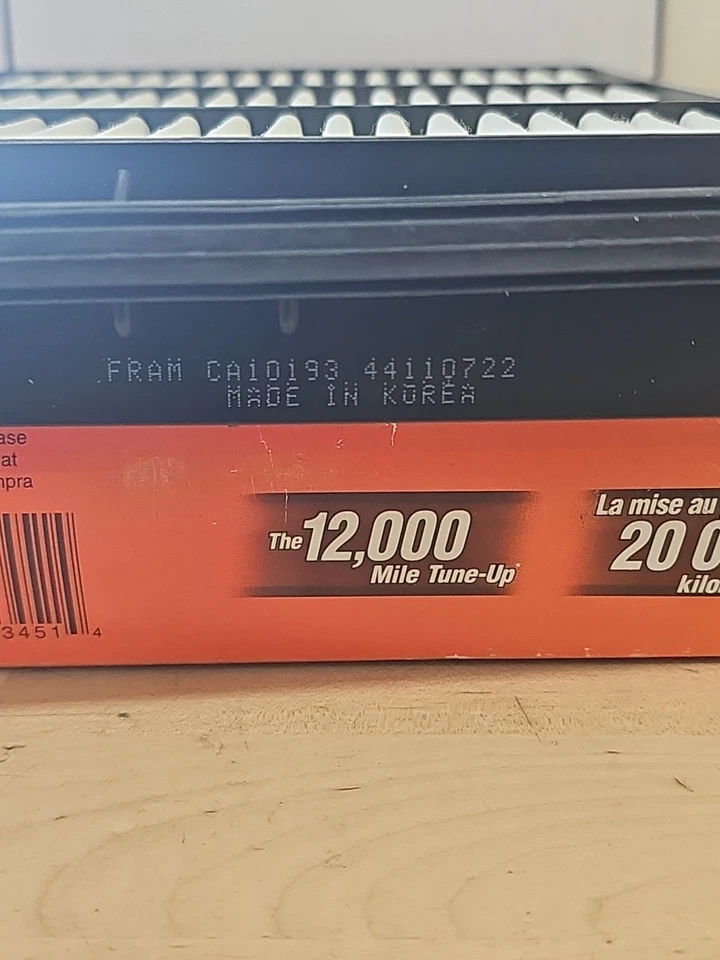 FRAM CA10193 44110722
MADE IN KOREA
ase
at
mpra
The 12,000
Mile Tune-Up*
La mise au
20 0
kilo
3451 4